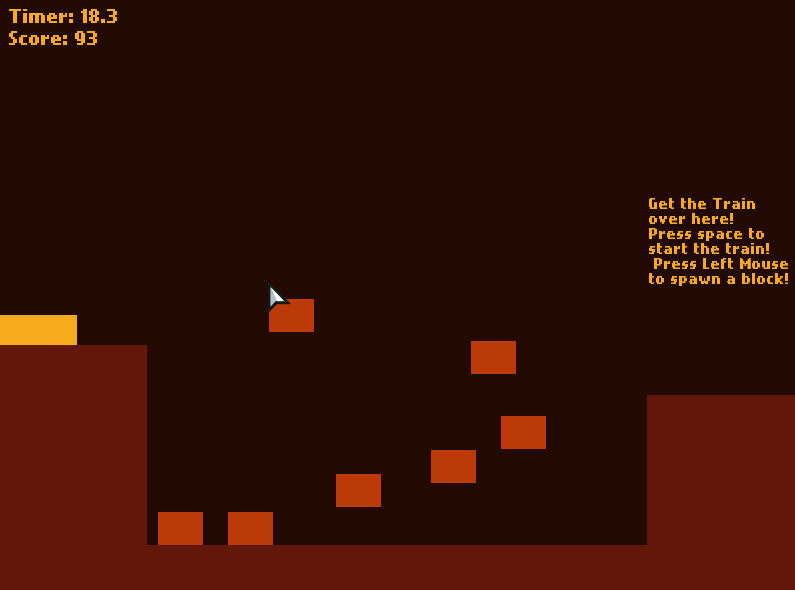 Timer: 18.3
Score: 93
Get the Train
over here!
Press space to
start the train!
Press Left Mouse
to spawn a block!